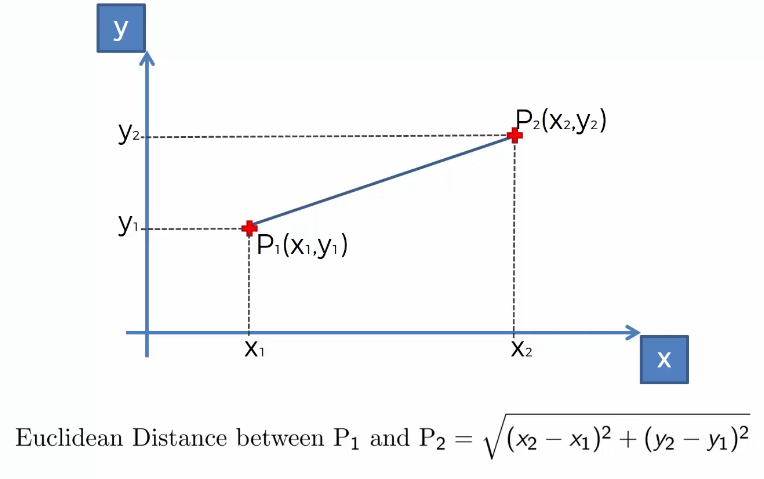 y
y₂
P₂(x₂,y₂)
y₁
P₁(x₁,y₁)
x₁
x₂
x
Euclidean Distance between P₁ and P₂ = √(x₂ − x₁)² + (y₂ − y₁)²